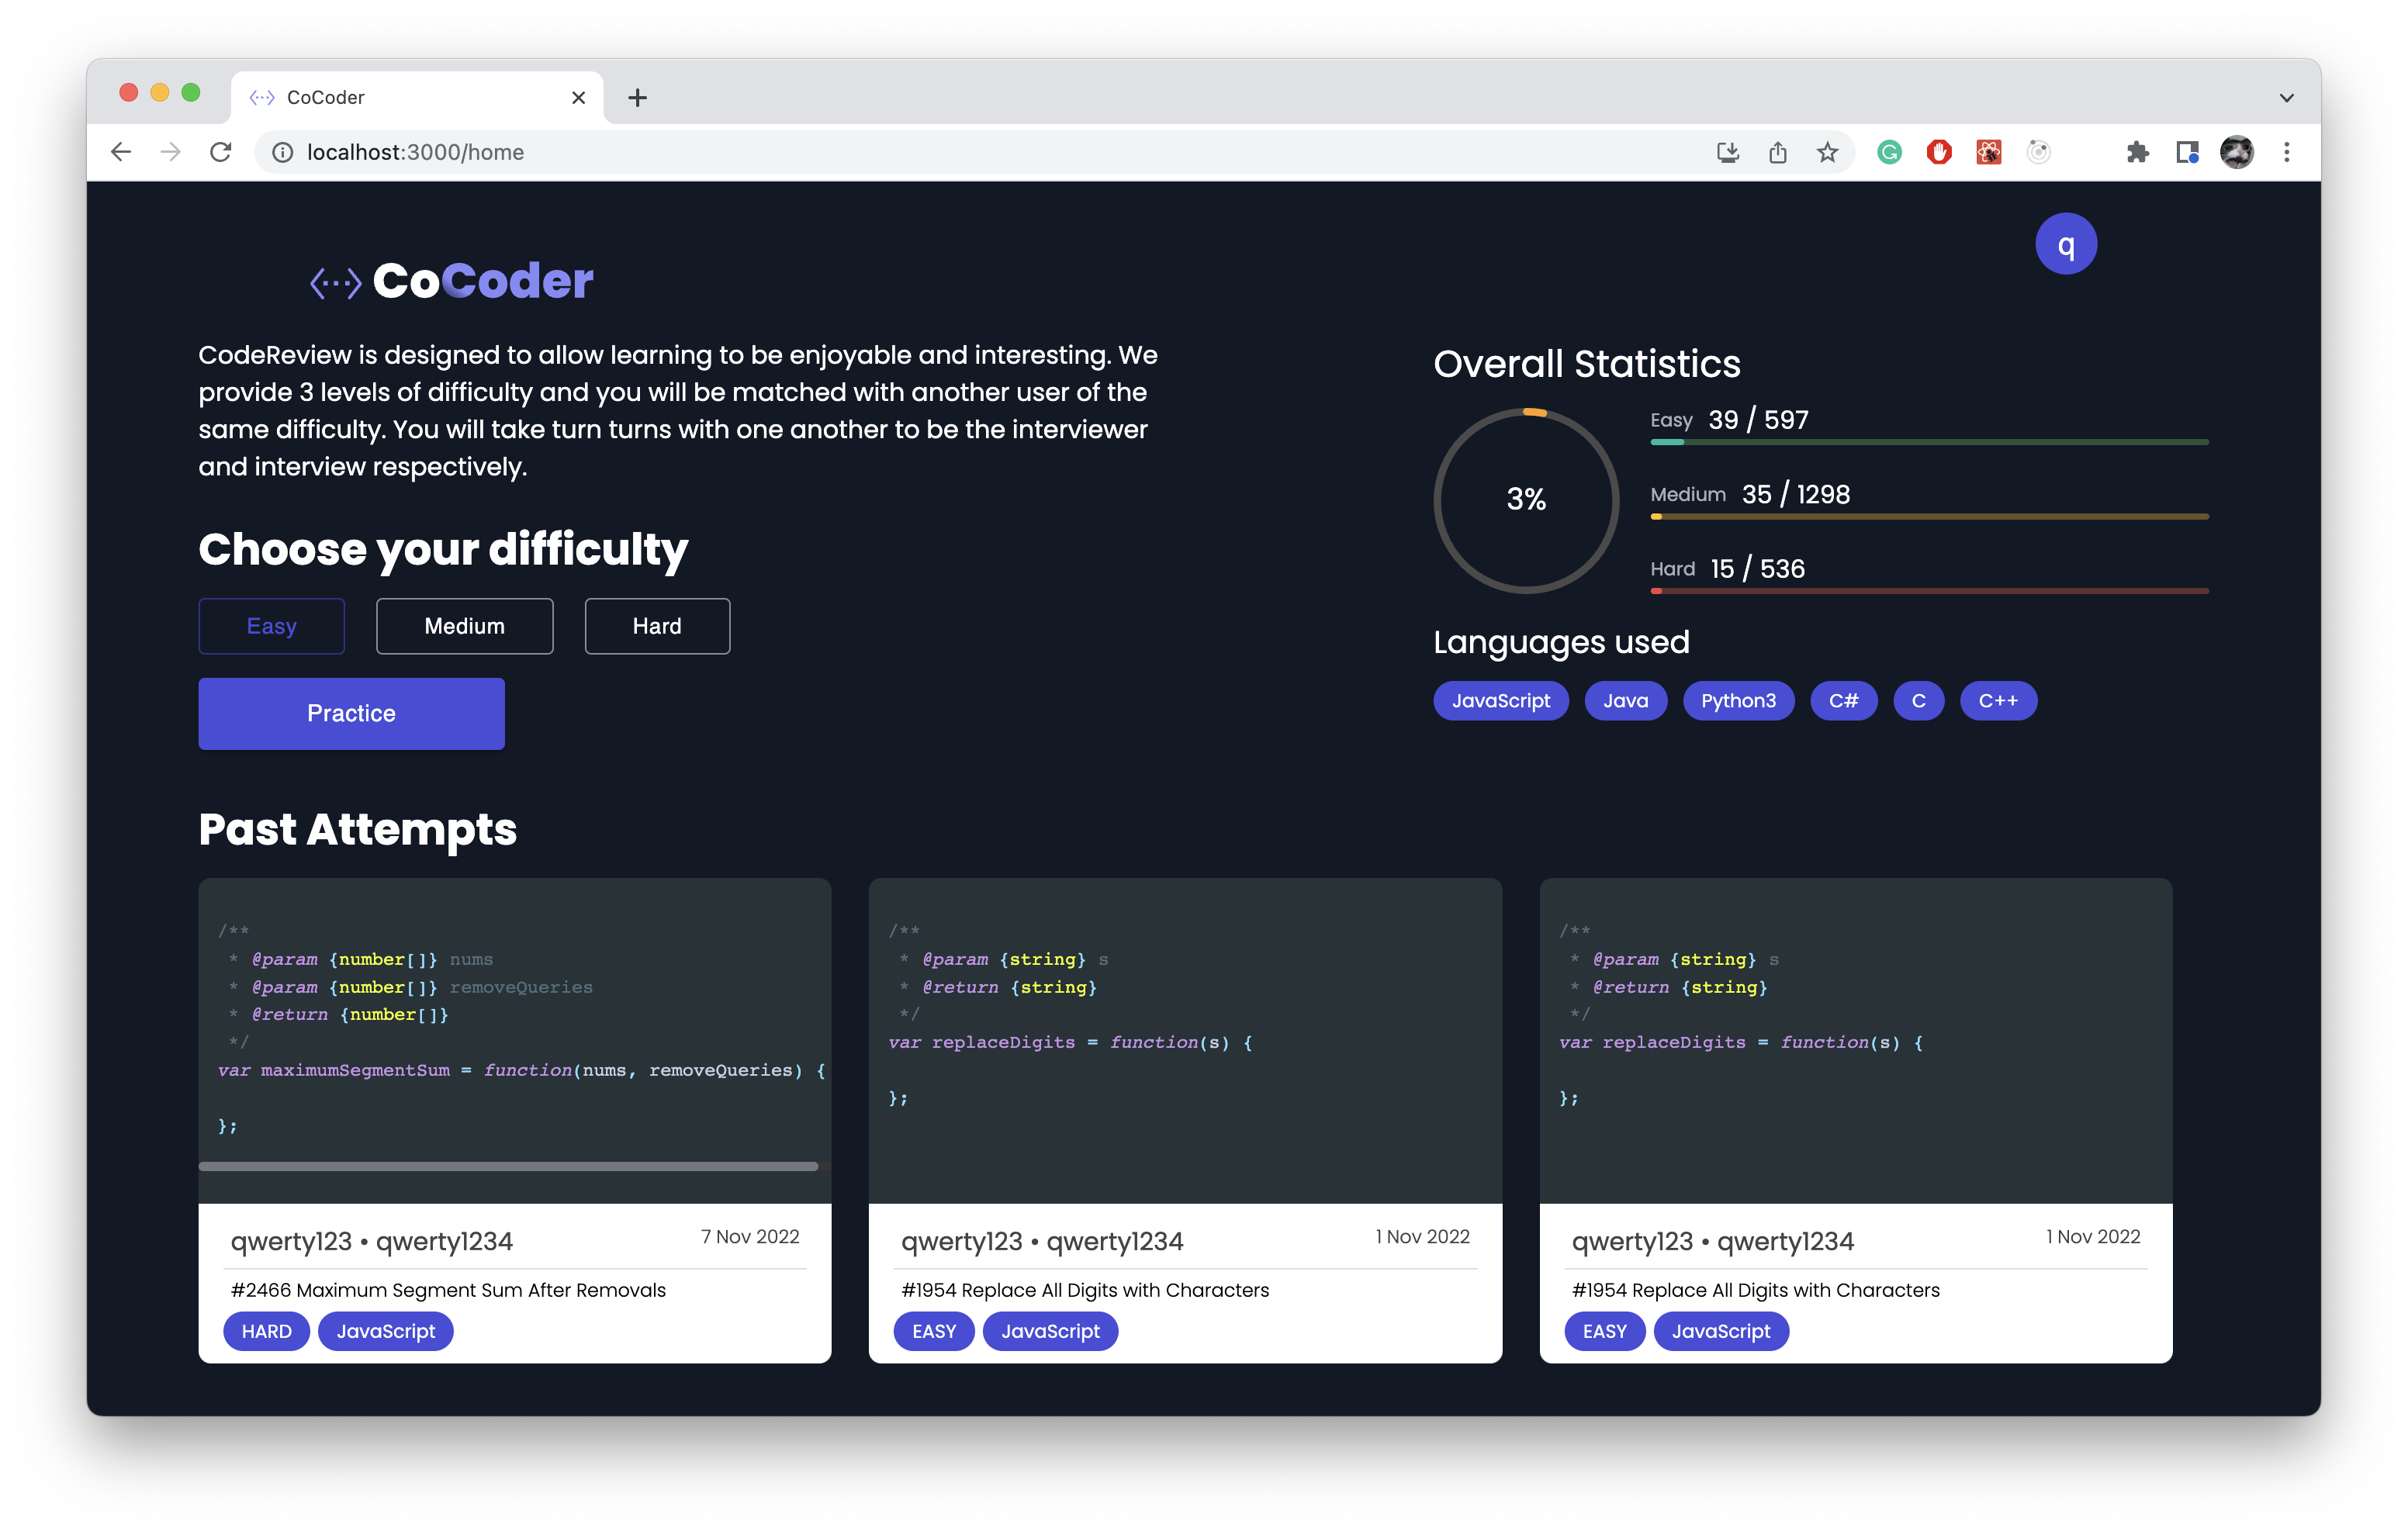 CoCoder
localhost:3000/home
q
CoCoder
CodeReview is designed to allow learning to be enjoyable and interesting. We
provide 3 levels of difficulty and you will be matched with another user of the
same difficulty. You will take turn turns with one another to be the interviewer
and interview respectively.
Choose your difficulty
Easy Medium Hard
Practice
Overall Statistics
3%
Easy 39 / 597
Medium 35 / 1298
Hard 15 / 536
Languages used
JavaScript Java Python3 C# C C++
Past Attempts
/**
* @param {number[]} nums
* @param {number[]} removeQueries
* @return {number[]}
*/
var maximumSegmentSum = function(nums, removeQueries) {
};
qwerty123 • qwerty1234 7 Nov 2022
#2466 Maximum Segment Sum After Removals
HARD JavaScript
/**
* @param {string} s
* @return {string}
*/
var replaceDigits = function(s) {
};
qwerty123 • qwerty1234 1 Nov 2022
#1954 Replace All Digits with Characters
EASY JavaScript
/**
* @param {string} s
* @return {string}
*/
var replaceDigits = function(s) {
};
qwerty123 • qwerty1234 1 Nov 2022
#1954 Replace All Digits with Characters
EASY JavaScript